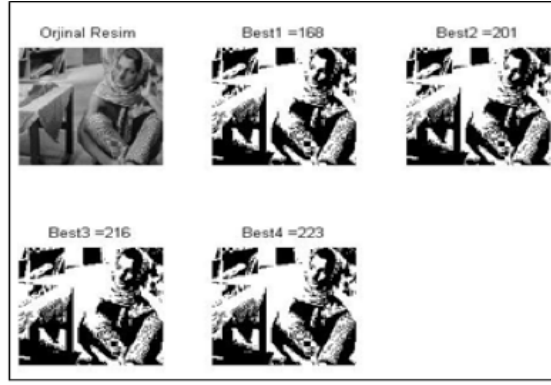 Orjinal Resim
Best1 =168
Best2 =201
Best3 =216
Best4 =223